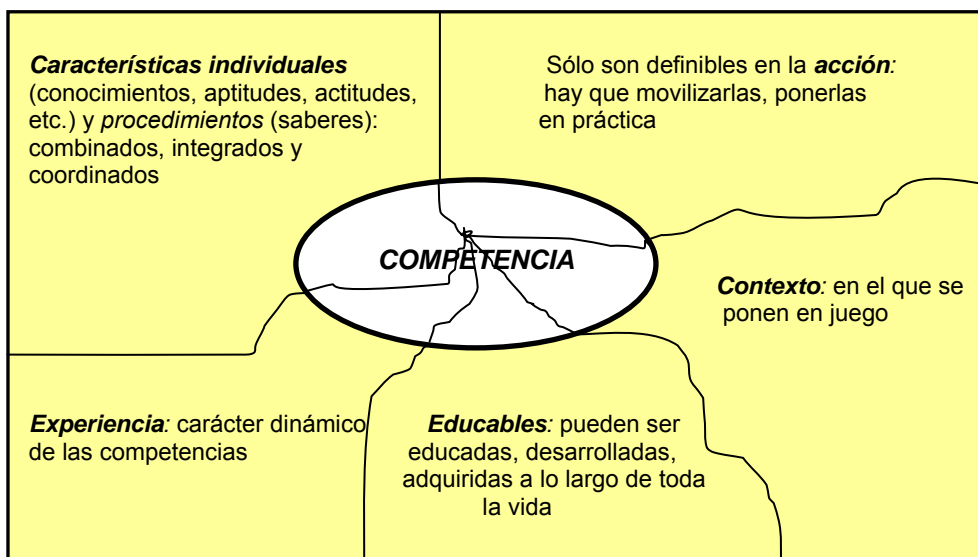 Características individuales
(conocimientos, aptitudes, actitudes,
etc.) y procedimientos (saberes):
combinados, integrados y
coordinados
Sólo son definibles en la acción:
hay que movilizarlas, ponerlas
en práctica
COMPETENCIA
Contexto: en el que se
ponen en juego
Experiencia: carácter dinámico
de las competencias
Educables: pueden ser
educadas, desarrolladas,
adquiridas a lo largo de toda
la vida